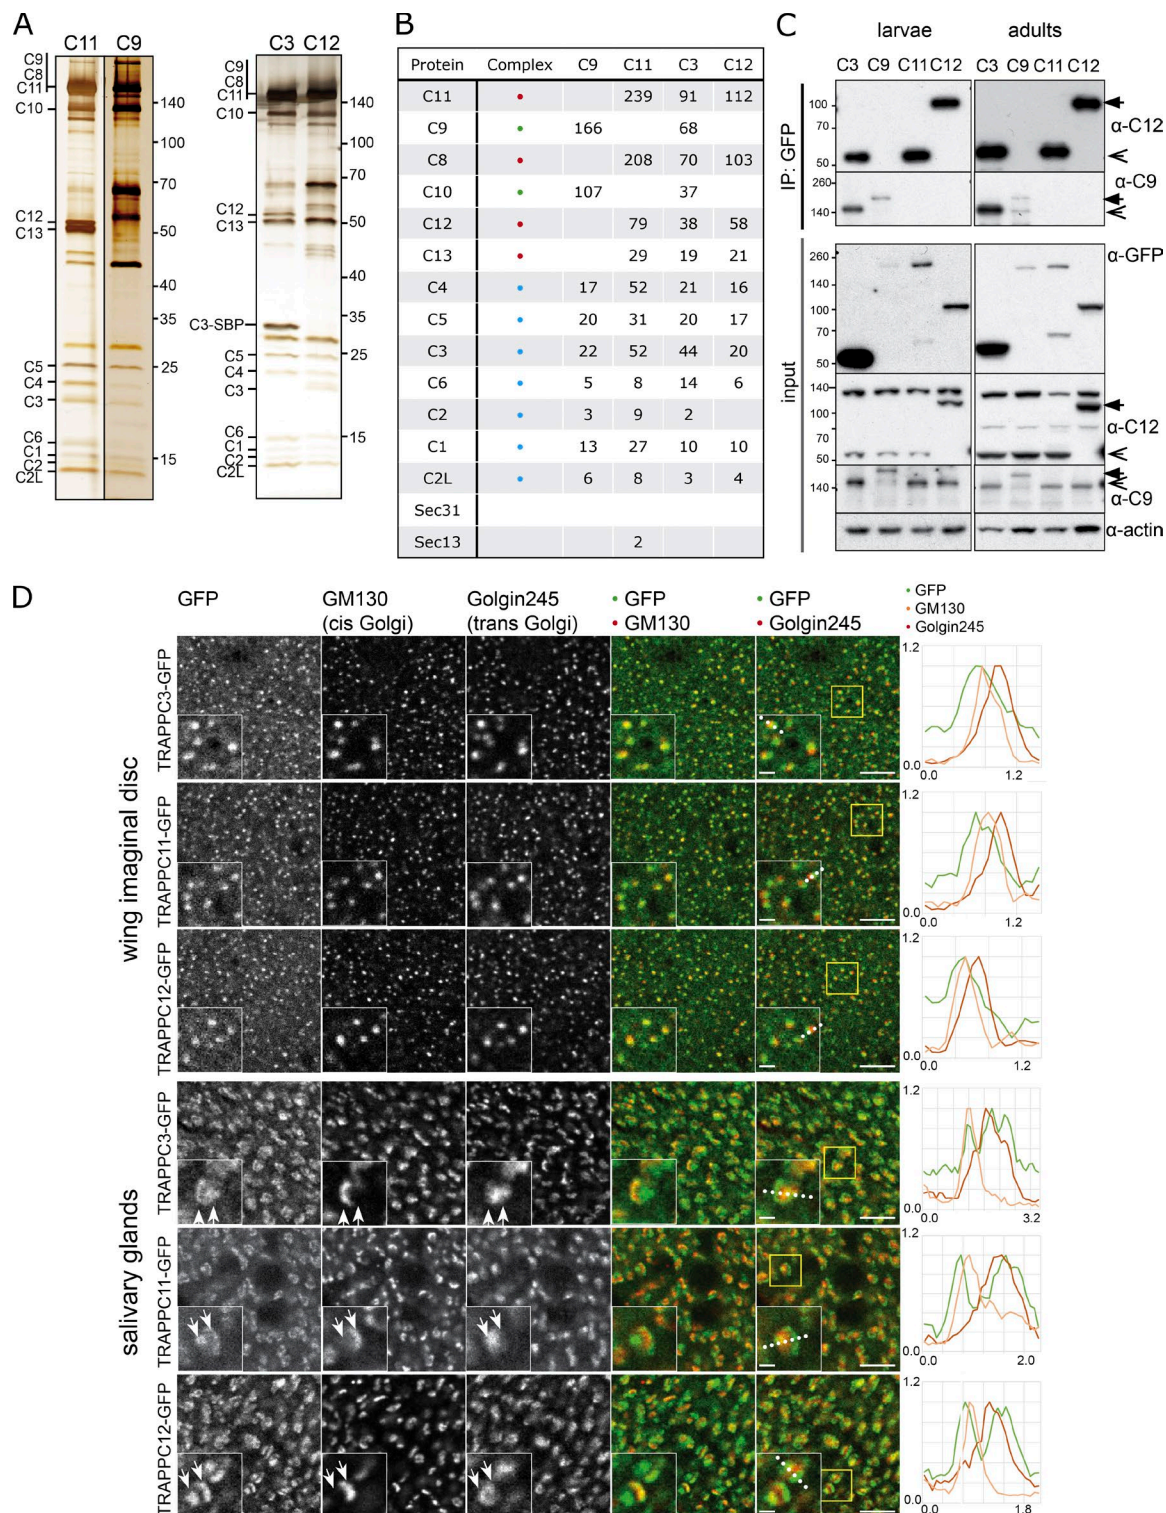 A
C11 C9
C9
C8
C11
C10
140
100
70
C12
C13
50
40
35
C5
C4
C3
25
C6
C1
C2
C2L
15
C3 C12
C9
C8
C11
C10
140
100
70
C12
C13
50
40
C3-SBP
35
C5
C4
C3
25
C6
C1
C2
C2L
15
B
Protein Complex C9 C11 C3 C12
C11 • 239 91 112
C9 • 166 68
C8 • 208 70 103
C10 • 107 37
C12 • 79 38 58
C13 • 29 19 21
C4 • 17 52 21 16
C5 • 20 31 20 17
C3 • 22 52 44 20
C6 • 5 8 14 6
C2 • 3 9 2
C1 • 13 27 10 10
C2L • 6 8 3 4
Sec31
Sec13 2
C
larvae adults
C3 C9 C11 C12 C3 C9 C11 C12
IP: GFP
100
70
50
α-C12
260
140
α-C9
input
260
140
100
70
50
α-GFP
140
100
70
50
α-C12
140
α-C9
α-actin
D
GFP GM130 (cis Golgi) Golgin245 (trans Golgi) • GFP • GM130 • GFP • Golgin245
• GFP
• GM130
• Golgin245
wing imaginal disc
TRAPPC3-GFP
1.2
0.0
0.0 1.2
TRAPPC11-GFP
1.2
0.0
0.0 1.2
TRAPPC12-GFP
1.2
0.0
0.0 1.2
salivary glands
TRAPPC3-GFP
1.2
0.0
0.0 3.2
TRAPPC11-GFP
1.2
0.0
0.0 2.0
TRAPPC12-GFP
1.2
0.0
0.0 1.8